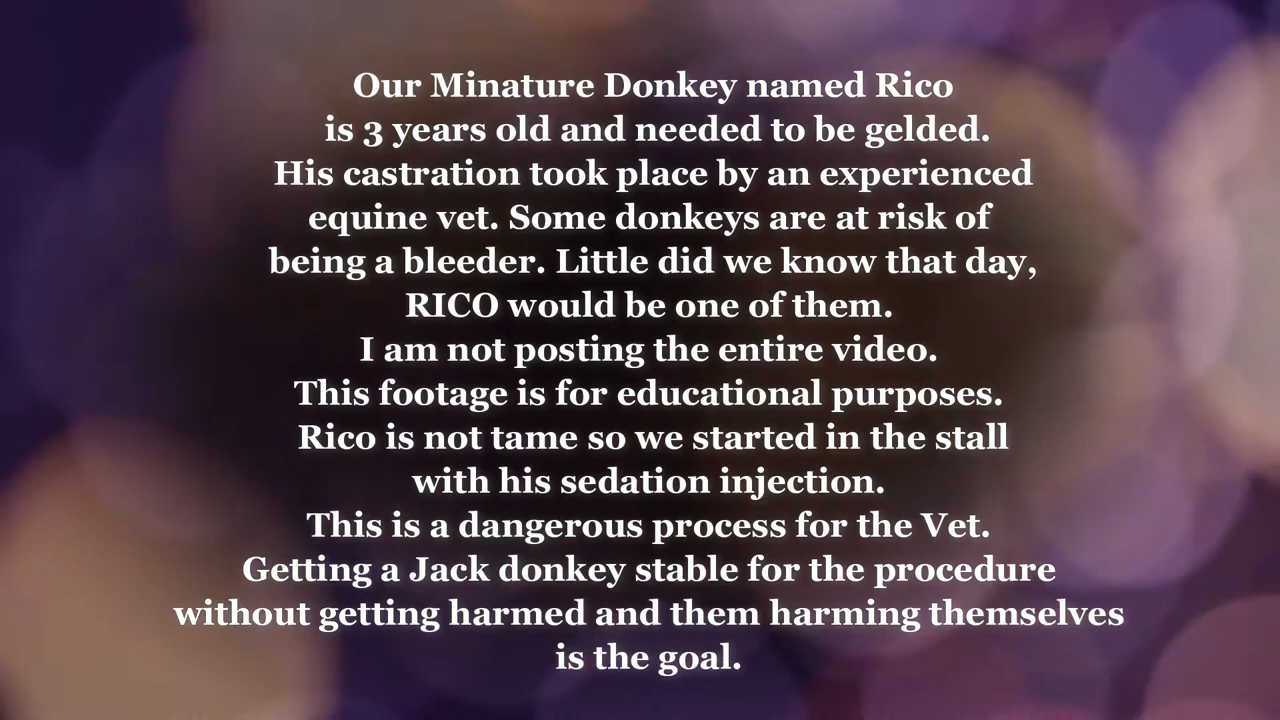 Our Minature Donkey named Rico
is 3 years old and needed to be gelded.
His castration took place by an experienced
equine vet. Some donkeys are at risk of
being a bleeder. Little did we know that day,
RICO would be one of them.
I am not posting the entire video.
This footage is for educational purposes.
Rico is not tame so we started in the stall
with his sedation injection.
This is a dangerous process for the Vet.
Getting a Jack donkey stable for the procedure
without getting harmed and them harming themselves
is the goal.